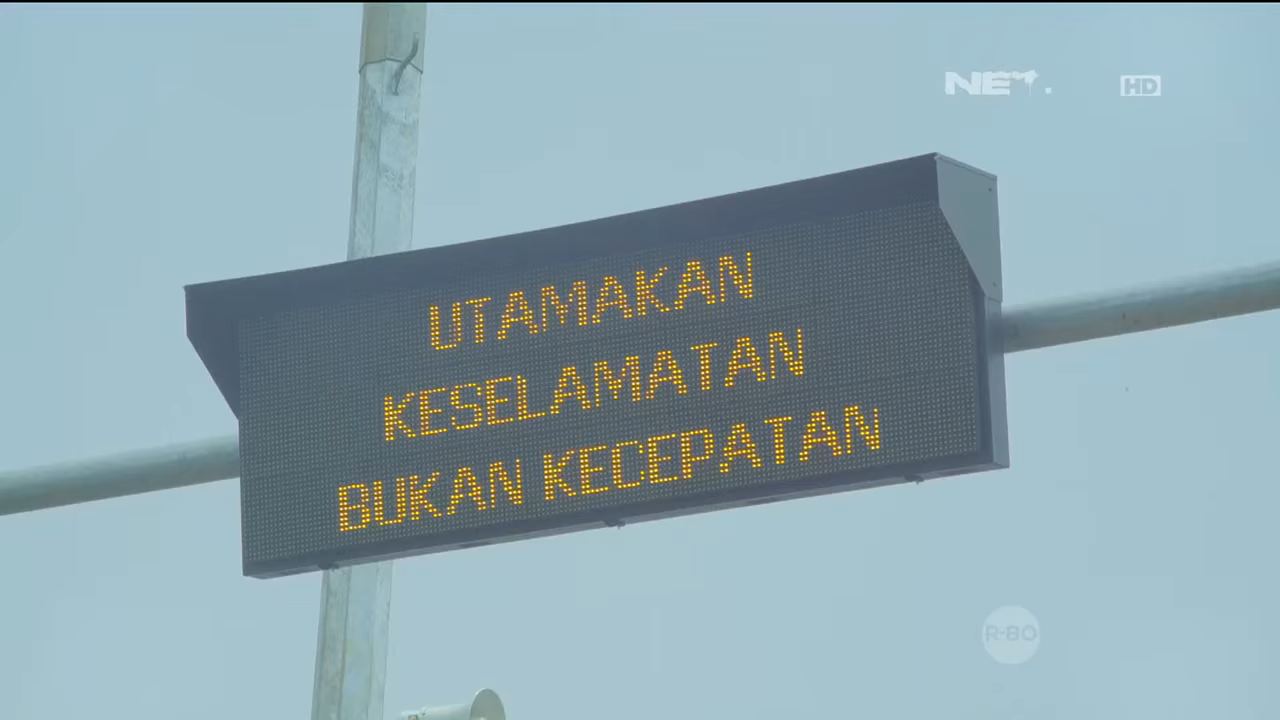 NET.
HD
UTAMAKAN
KESELAMATAN
BUKAN KECEPATAN
R-BO